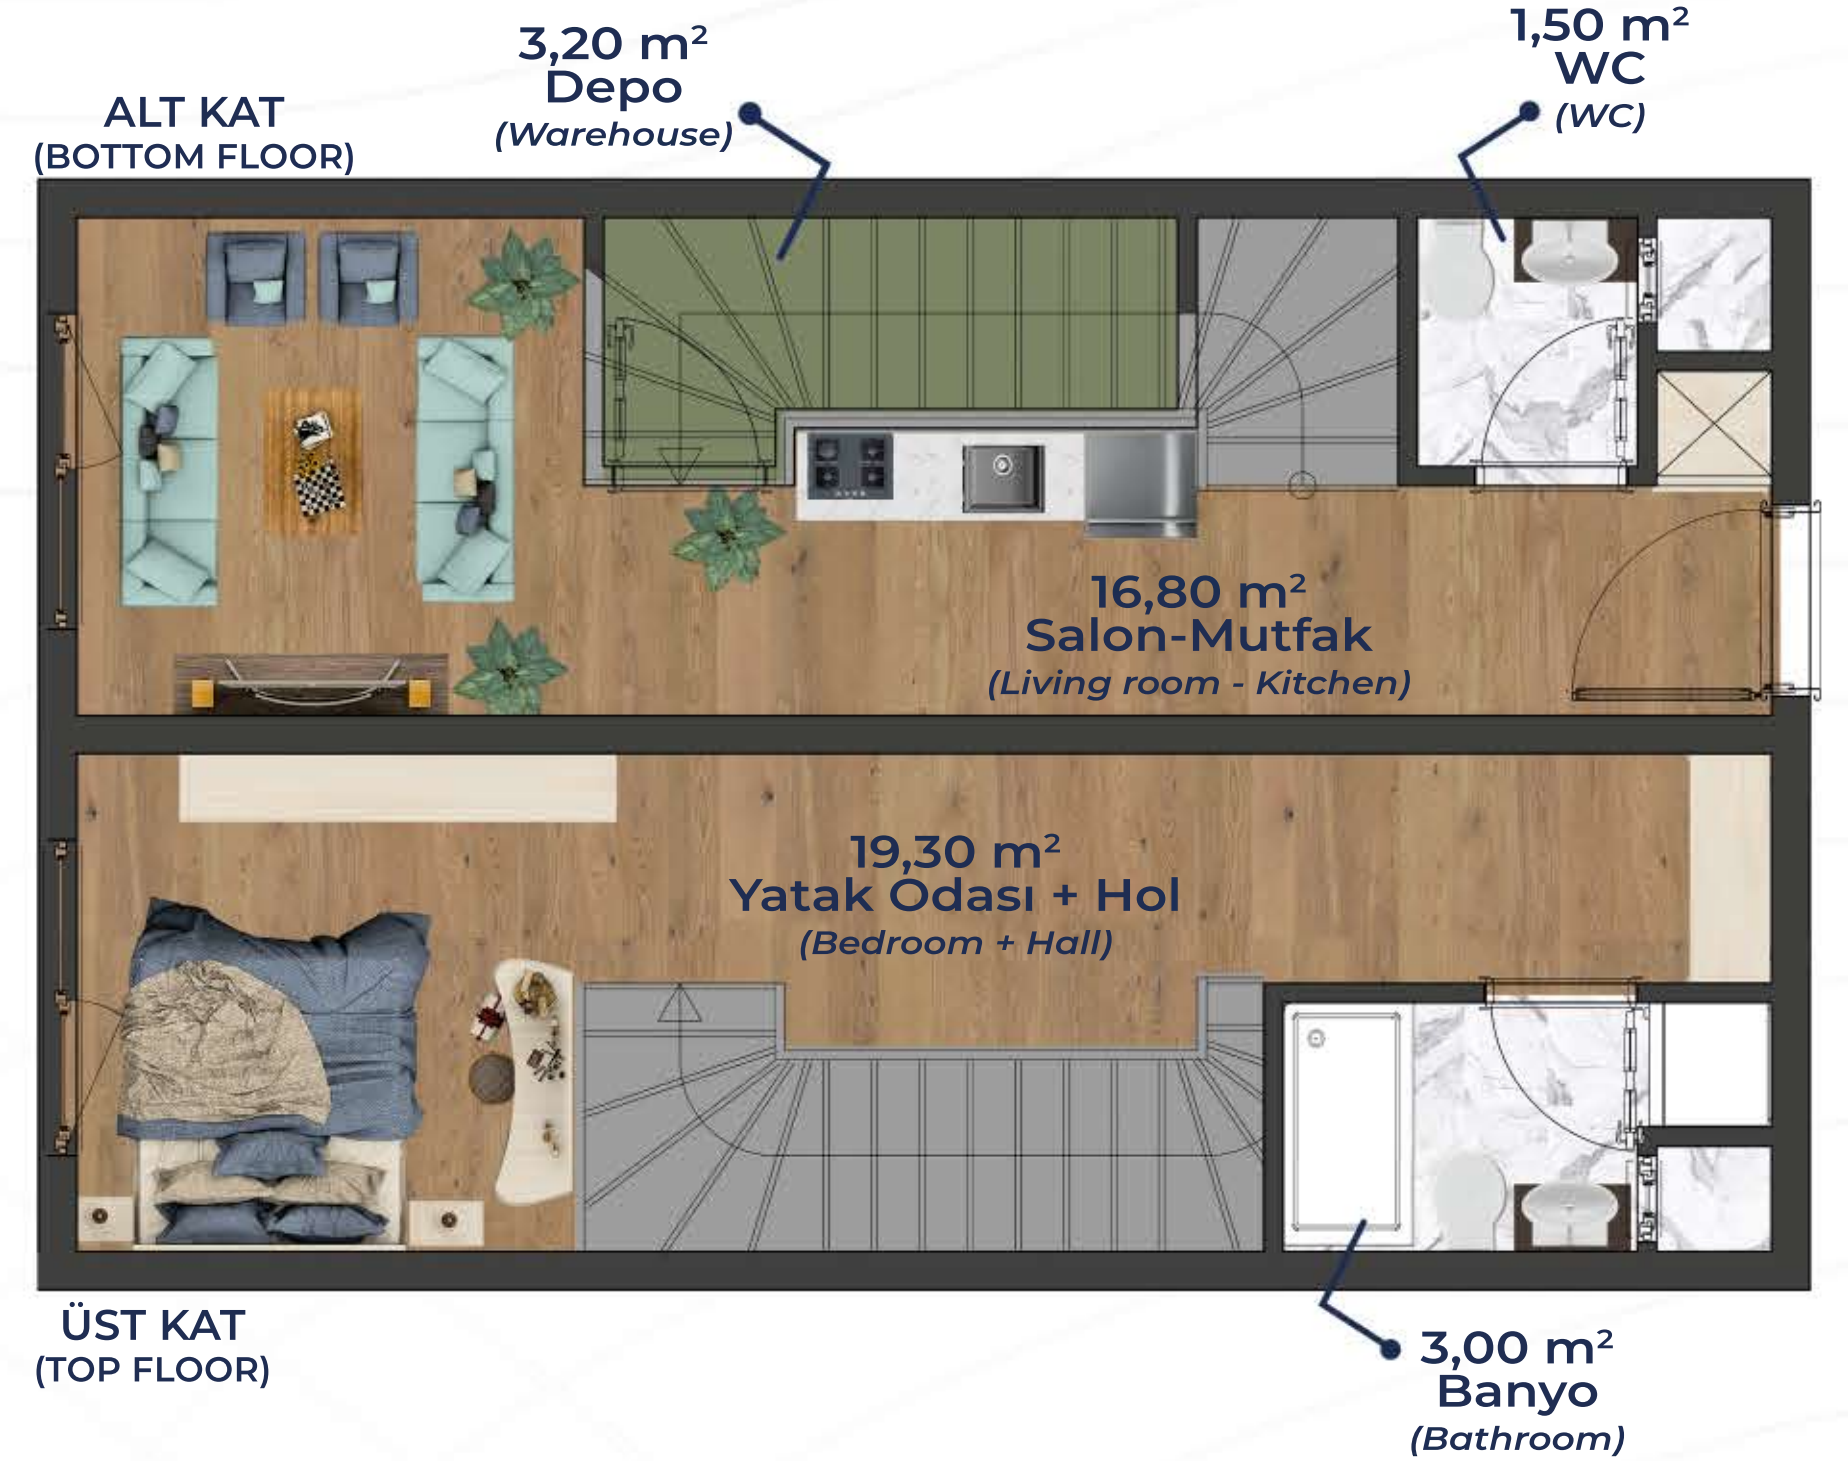 3,20 m²
Depo
(Warehouse)
1,50 m²
WC
(WC)
ALT KAT
(BOTTOM FLOOR)
16,80 m²
Salon-Mutfak
(Living room - Kitchen)
19,30 m²
Yatak Odası + Hol
(Bedroom + Hall)
ÜST KAT
(TOP FLOOR)
3,00 m²
Banyo
(Bathroom)